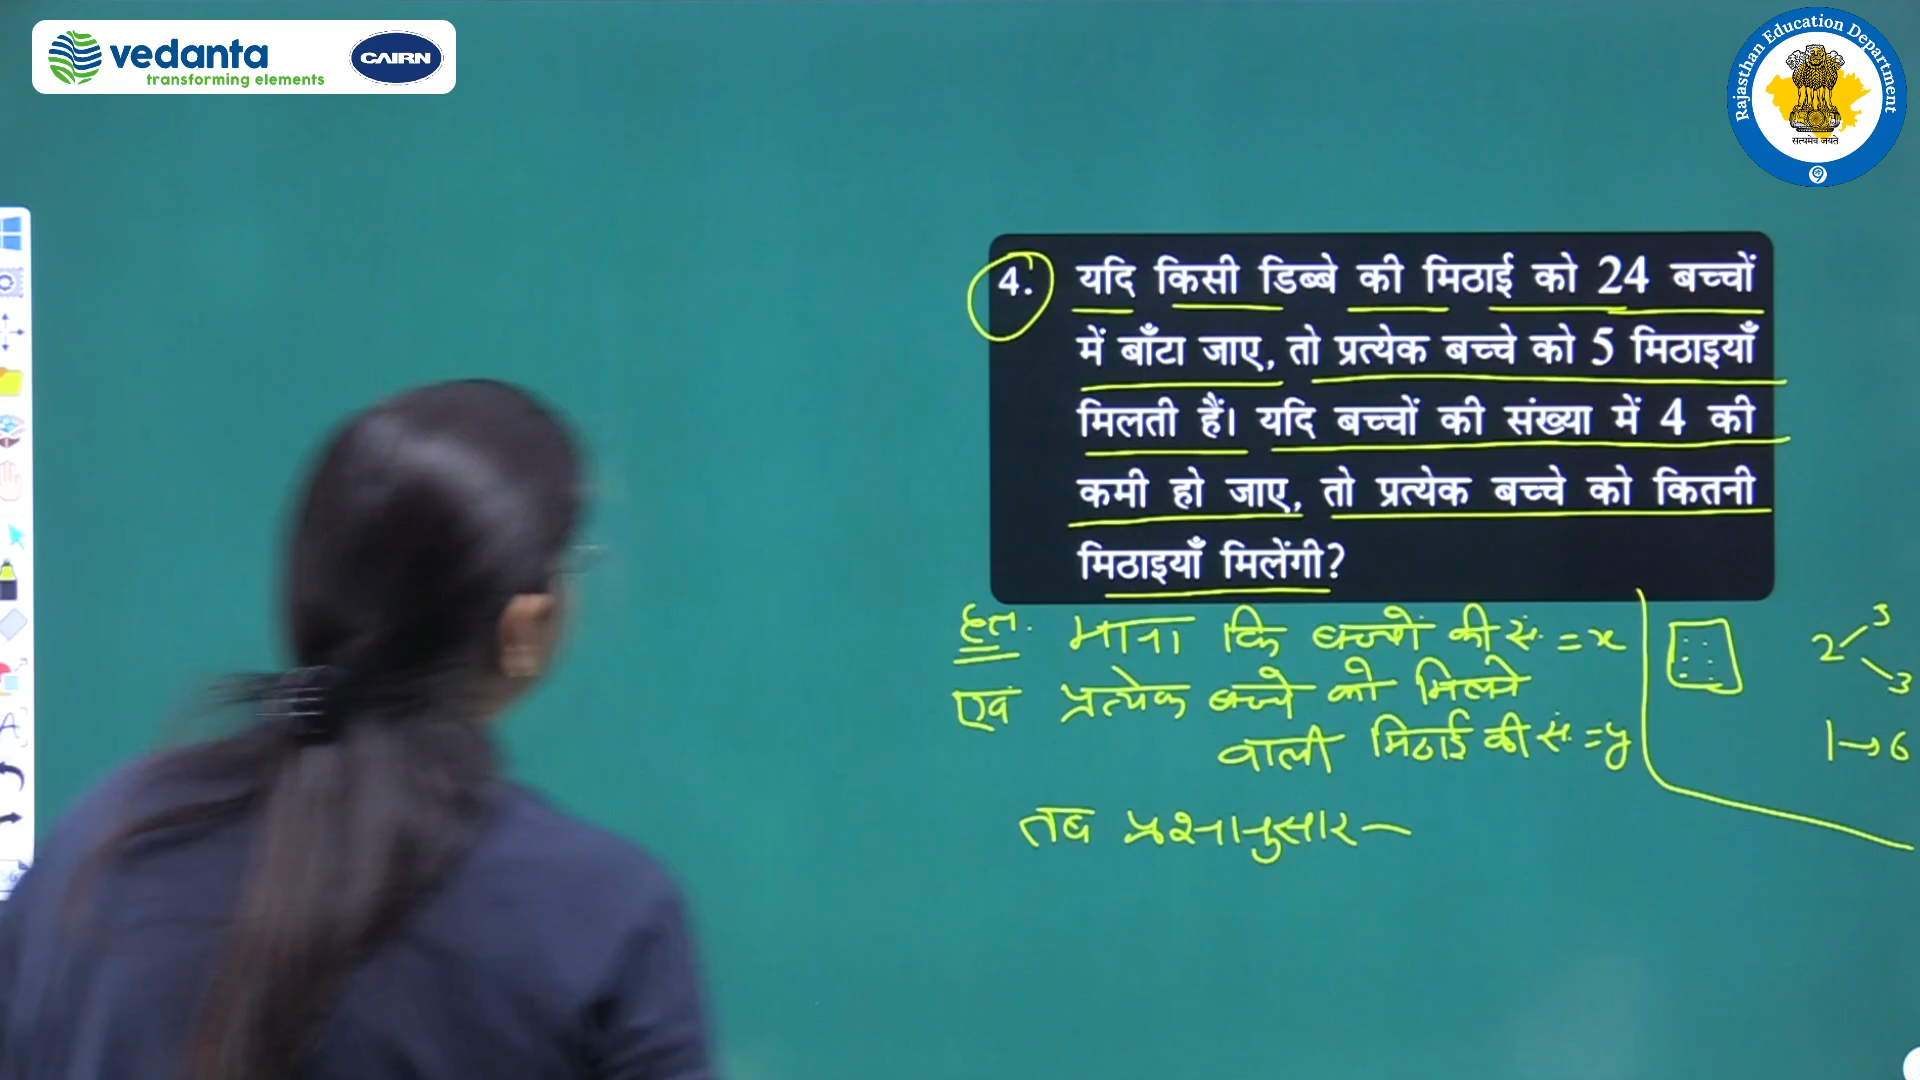 vedanta
transforming elements
CAIRN
Rajasthan Education Department
सत्यमेव जयते
4. यदि किसी डिब्बे की मिठाई को 24 बच्चों
में बाँटा जाए, तो प्रत्येक बच्चे को 5 मिठाइयाँ
मिलती हैं। यदि बच्चों की संख्या में 4 की
कमी हो जाए, तो प्रत्येक बच्चे को कितनी
मिठाइयाँ मिलेंगी?
हल. माना कि बच्चों की सं. = x
एवं प्रत्येक बच्चे को मिलने
वाली मिठाई की सं. = y
तब प्रश्नानुसार –
2 3
3
1→6